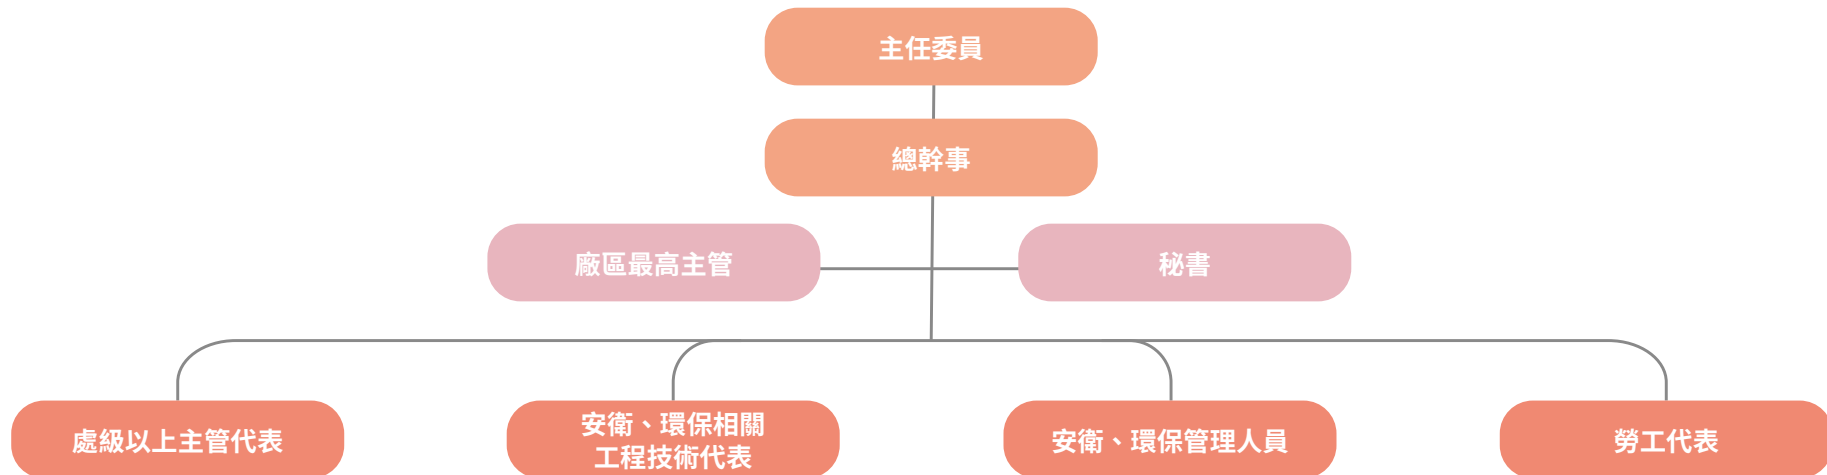 主任委員
總幹事
廠區最高主管
秘書
處級以上主管代表
安衛、環保相關
工程技術代表
安衛、環保管理人員
勞工代表